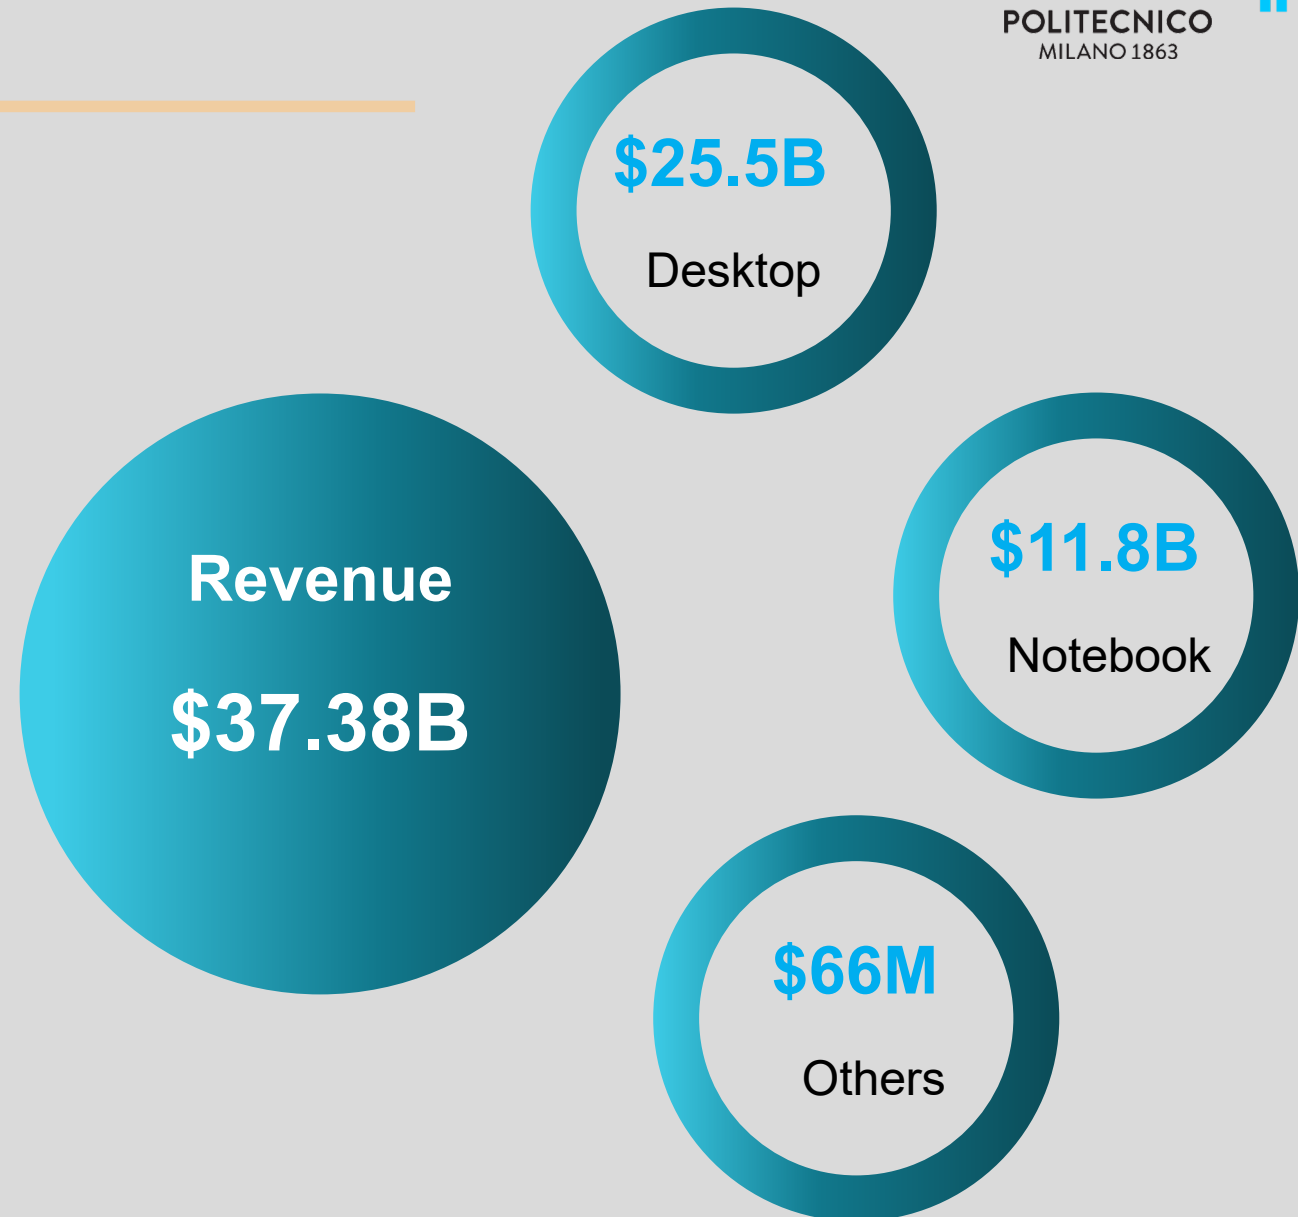 POLITECNICO
MILANO 1863
$25.5B
Desktop
$11.8B
Notebook
Revenue
$37.38B
$66M
Others